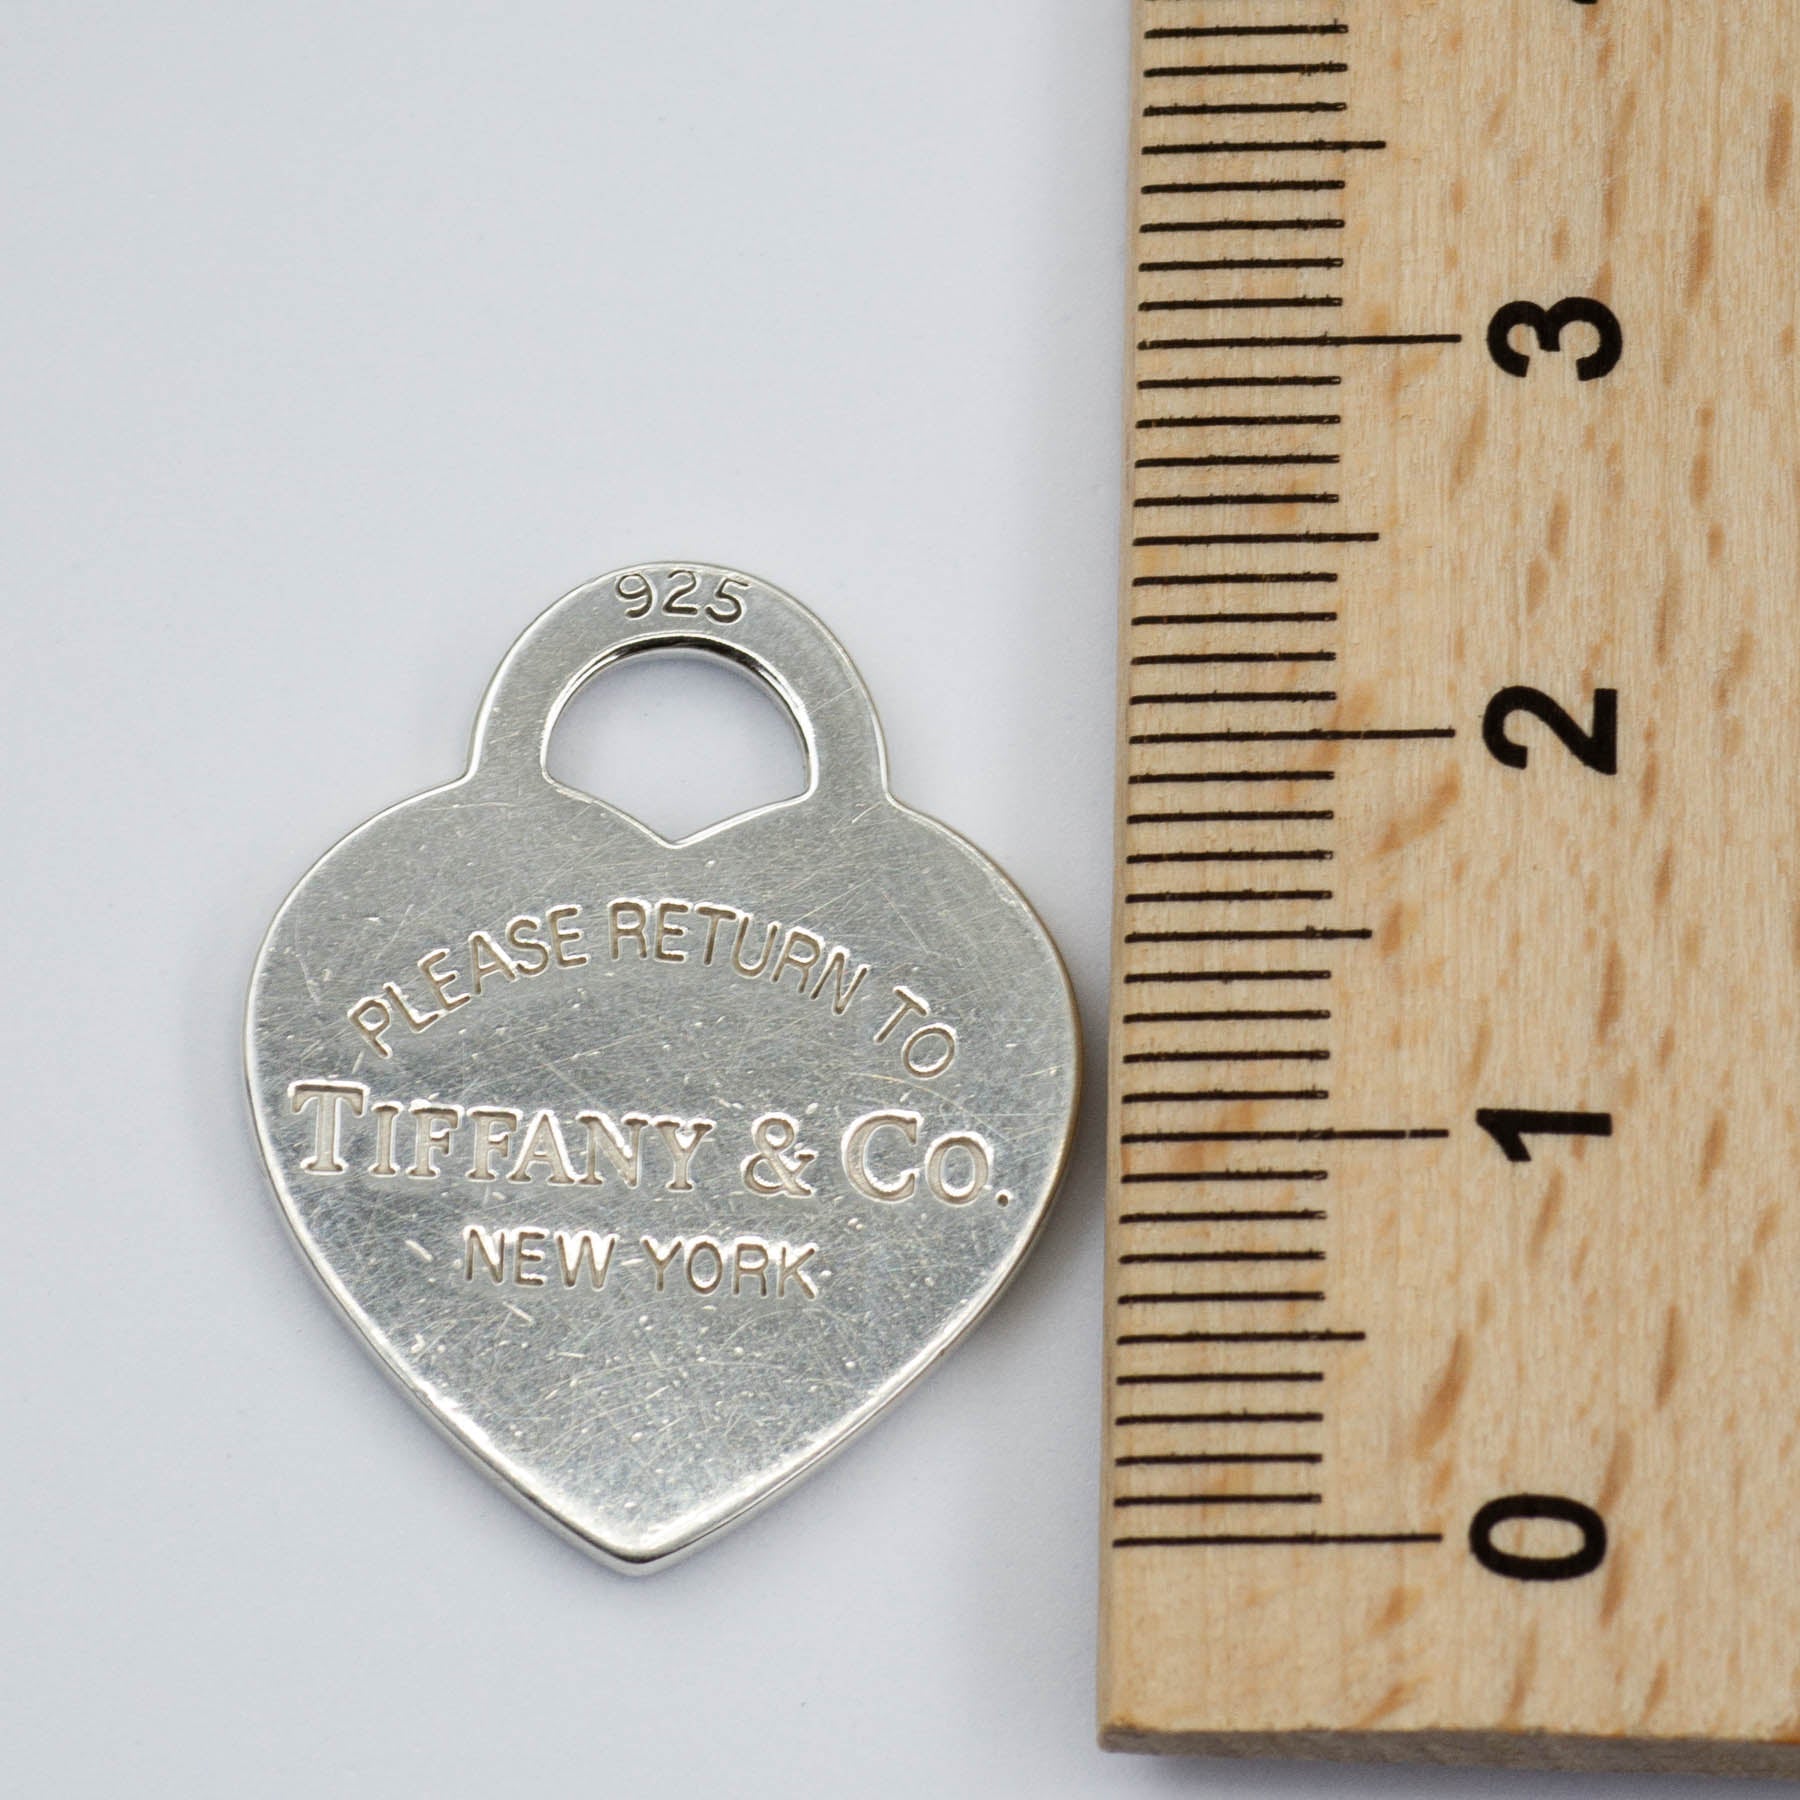 925
PLEASE RETURN TO
TIFFANY & CO.
NEW YORK
3
2
1
0